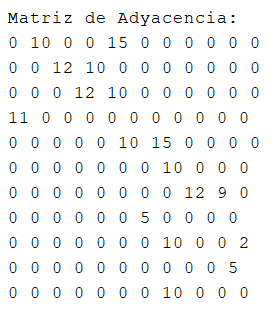 Matriz de Adyacencia:
0 10 0 0 15 0 0 0 0 0 0
0 0 12 10 0 0 0 0 0 0 0
0 0 0 12 10 0 0 0 0 0 0
11 0 0 0 0 0 0 0 0 0 0
0 0 0 0 0 10 15 0 0 0 0
0 0 0 0 0 0 0 10 0 0 0
0 0 0 0 0 0 0 0 12 9 0
0 0 0 0 0 0 5 0 0 0 0
0 0 0 0 0 0 0 10 0 0 2
0 0 0 0 0 0 0 0 0 0 5
0 0 0 0 0 0 0 10 0 0 0